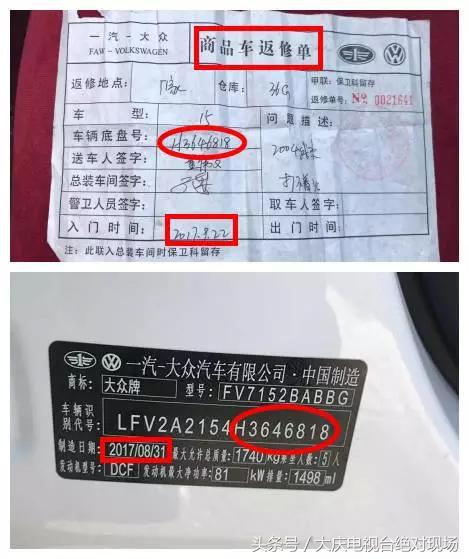 一汽-大众
FAW-VOLKSWAGEN
商品车返修单
返修地点:
仓库: 36G
甲联:保卫科留存
返修单号: №0021641
车型: 15
问题描述:
车辆底盘号: H3646818
送车人签字:
总装车间签字:
警卫人员签字:
取车人签字:
入门时间: 2017.9.22
出门时间:
注:此联入总装车间时保卫科留存
一汽-大众汽车有限公司·中国制造
商标: 大众牌 型号: FV7152BABBG
车辆识别代号: LFV2A2154H3646818
制造日期: 2017/08/31 最大允许总质量: 1740 kg 乘坐人数: 5 人
发动机型号: DCF 发动机最大净功率: 81 kW 排量: 1498 ml
头条号/大庆电视台绝对现场